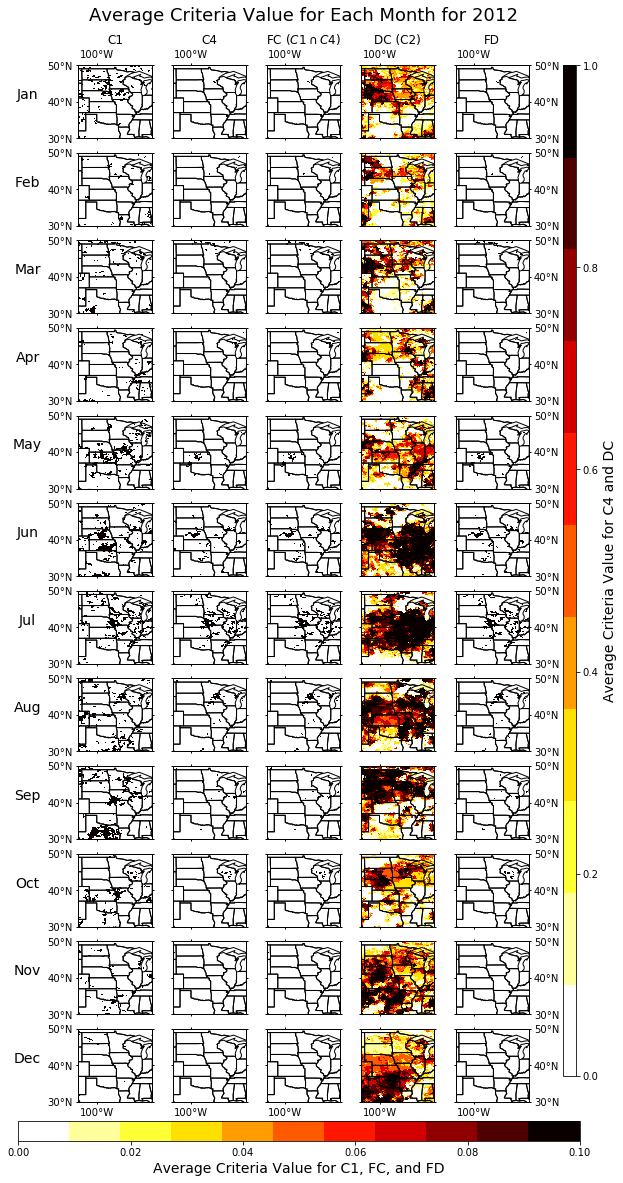 Average Criteria Value for Each Month for 2012
C1 C4 FC (C1 ∩ C4) DC (C2) FD
100°W 100°W 100°W 100°W 100°W
Jan 50°N 40°N 30°N 50°N 40°N 30°N
Feb 50°N 40°N 30°N 50°N 40°N 30°N
Mar 50°N 40°N 30°N 50°N 40°N 30°N
Apr 50°N 40°N 30°N 50°N 40°N 30°N
May 50°N 40°N 30°N 50°N 40°N 30°N
Jun 50°N 40°N 30°N 50°N 40°N 30°N
Jul 50°N 40°N 30°N 50°N 40°N 30°N
Aug 50°N 40°N 30°N 50°N 40°N 30°N
Sep 50°N 40°N 30°N 50°N 40°N 30°N
Oct 50°N 40°N 30°N 50°N 40°N 30°N
Nov 50°N 40°N 30°N 50°N 40°N 30°N
Dec 50°N 40°N 30°N 50°N 40°N 30°N
100°W 100°W 100°W 100°W 100°W
1.0
0.8
0.6
0.4
0.2
0.0
Average Criteria Value for C4 and DC
0.00 0.02 0.04 0.06 0.08 0.10
Average Criteria Value for C1, FC, and FD